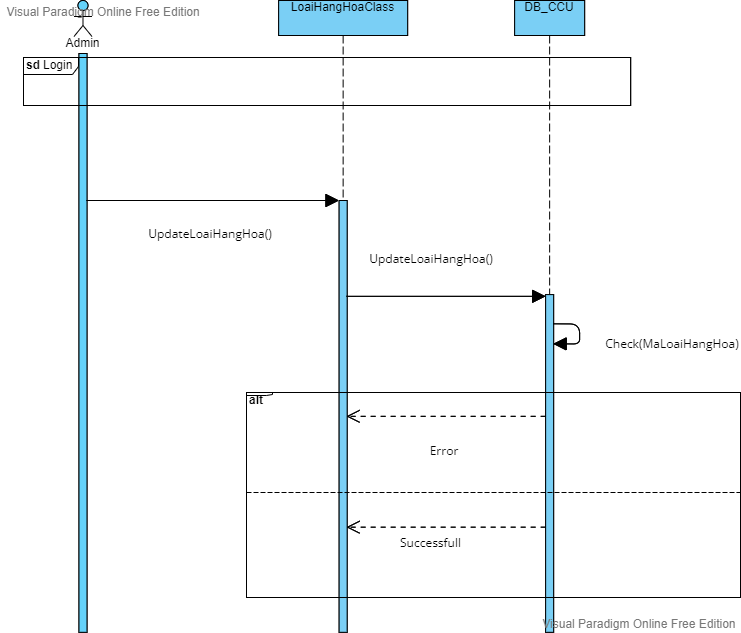 Visual Paradigm Online Free Edition
LoaiHangHoaClass
DB_CCU
Admin
sd Login
UpdateLoaiHangHoa()
UpdateLoaiHangHoa()
Check(MaLoaiHangHoa)
alt
Error
Successfull
Visual Paradigm Online Free Edition